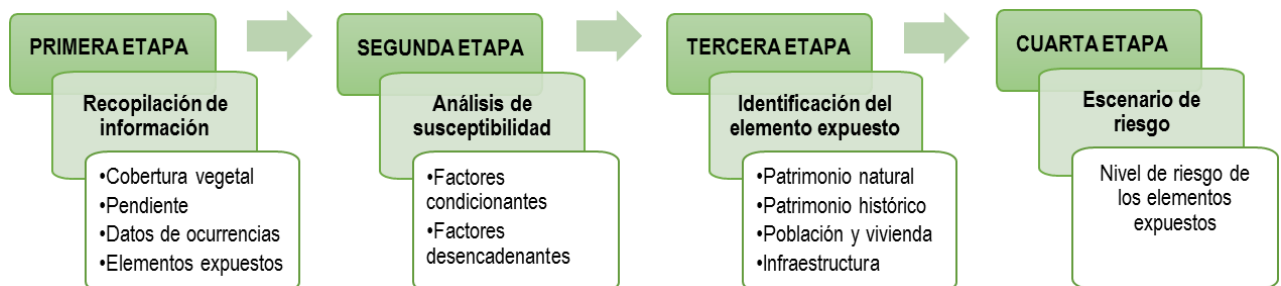 PRIMERA ETAPA
Recopilación de
información
•Cobertura vegetal
•Pendiente
•Datos de ocurrencias
•Elementos expuestos
SEGUNDA ETAPA
Análisis de
susceptibilidad
•Factores
condicionantes
•Factores
desencadenantes
TERCERA ETAPA
Identificación del
elemento expuesto
•Patrimonio natural
•Patrimonio histórico
•Población y vivienda
•Infraestructura
CUARTA ETAPA
Escenario de
riesgo
Nivel de riesgo de
los elementos
expuestos